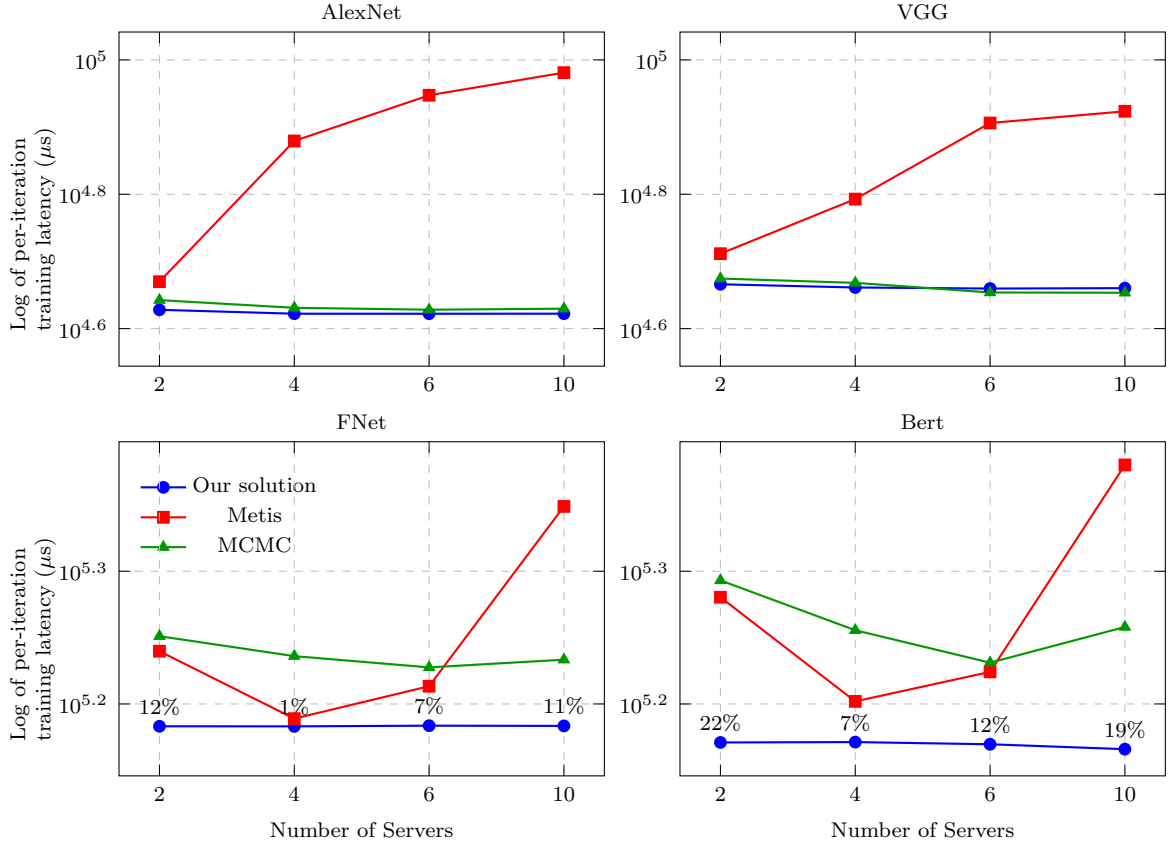 AlexNet
VGG
Log of per-iteration
training latency (μs)
10^5
10^4.8
10^4.6
2 4 6 10
10^5
10^4.8
10^4.6
2 4 6 10
FNet
Bert
Log of per-iteration
training latency (μs)
10^5.3
10^5.2
Our solution
Metis
MCMC
12% 1% 7% 11%
2 4 6 10
Number of Servers
10^5.3
10^5.2
22% 7% 12% 19%
2 4 6 10
Number of Servers